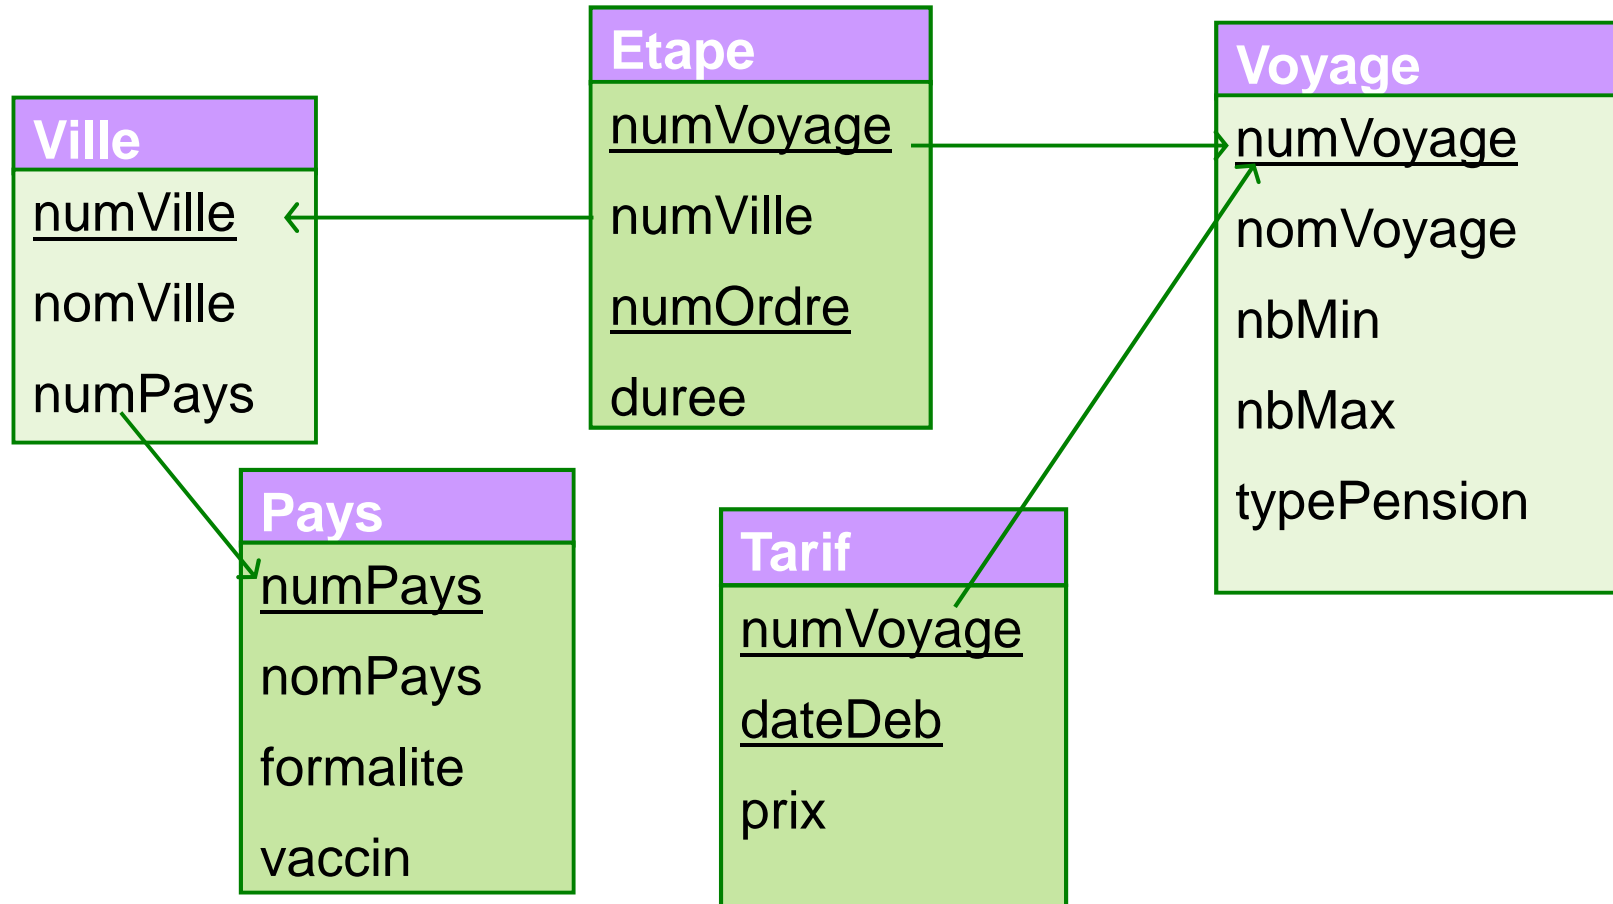 Ville
numVille
nomVille
numPays
Etape
numVoyage
numVille
numOrdre
duree
Voyage
numVoyage
nomVoyage
nbMin
nbMax
typePension
Pays
numPays
nomPays
formalite
vaccin
Tarif
numVoyage
dateDeb
prix